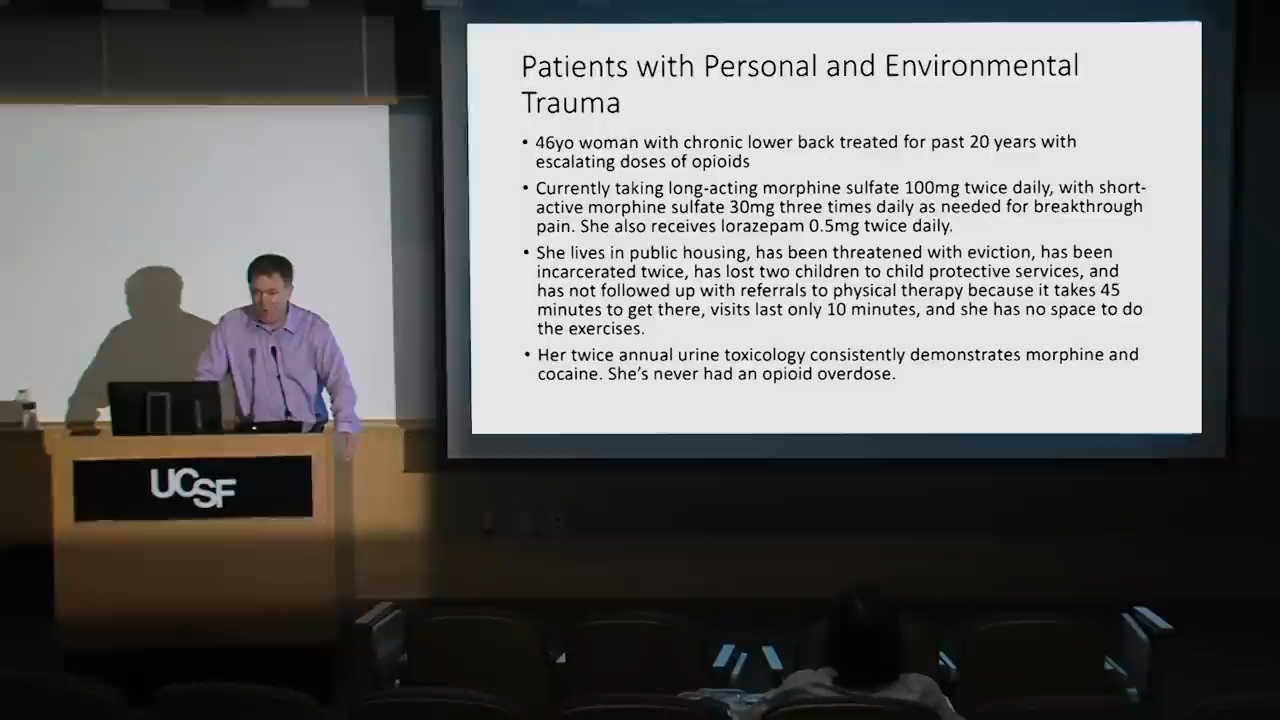 Patients with Personal and Environmental
Trauma
• 46yo woman with chronic lower back treated for past 20 years with
escalating doses of opioids
• Currently taking long-acting morphine sulfate 100mg twice daily, with short-
active morphine sulfate 30mg three times daily as needed for breakthrough
pain. She also receives lorazepam 0.5mg twice daily.
• She lives in public housing, has been threatened with eviction, has been
incarcerated twice, has lost two children to child protective services, and
has not followed up with referrals to physical therapy because it takes 45
minutes to get there, visits last only 10 minutes, and she has no space to do
the exercises.
• Her twice annual urine toxicology consistently demonstrates morphine and
cocaine. She's never had an opioid overdose.
UCSF